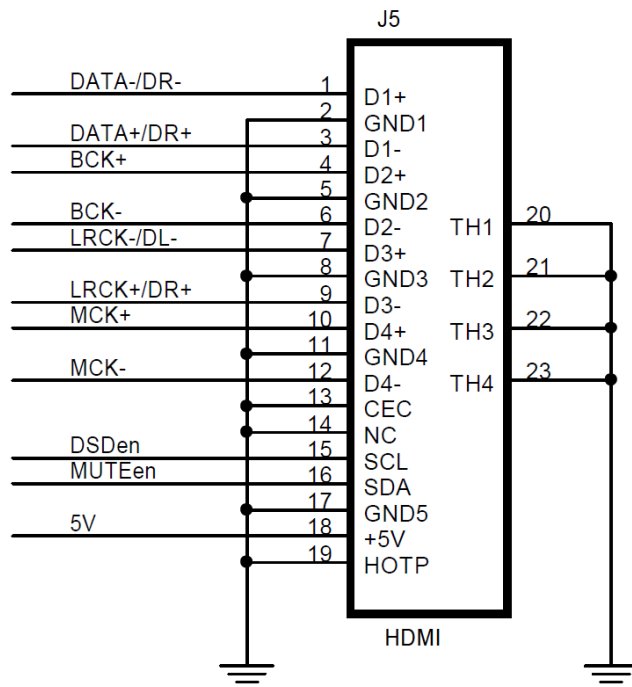 J5
DATA-/DR- 1 D1+
2 GND1
DATA+/DR+ 3 D1-
BCK+ 4 D2+
5 GND2
BCK- 6 D2- TH1 20
LRCK-/DL- 7 D3+
8 GND3 TH2 21
LRCK+/DR+ 9 D3-
MCK+ 10 D4+ TH3 22
11 GND4
MCK- 12 D4- TH4 23
13 CEC
14 NC
DSDen 15 SCL
MUTEen 16 SDA
17 GND5
5V 18 +5V
19 HOTP
HDMI